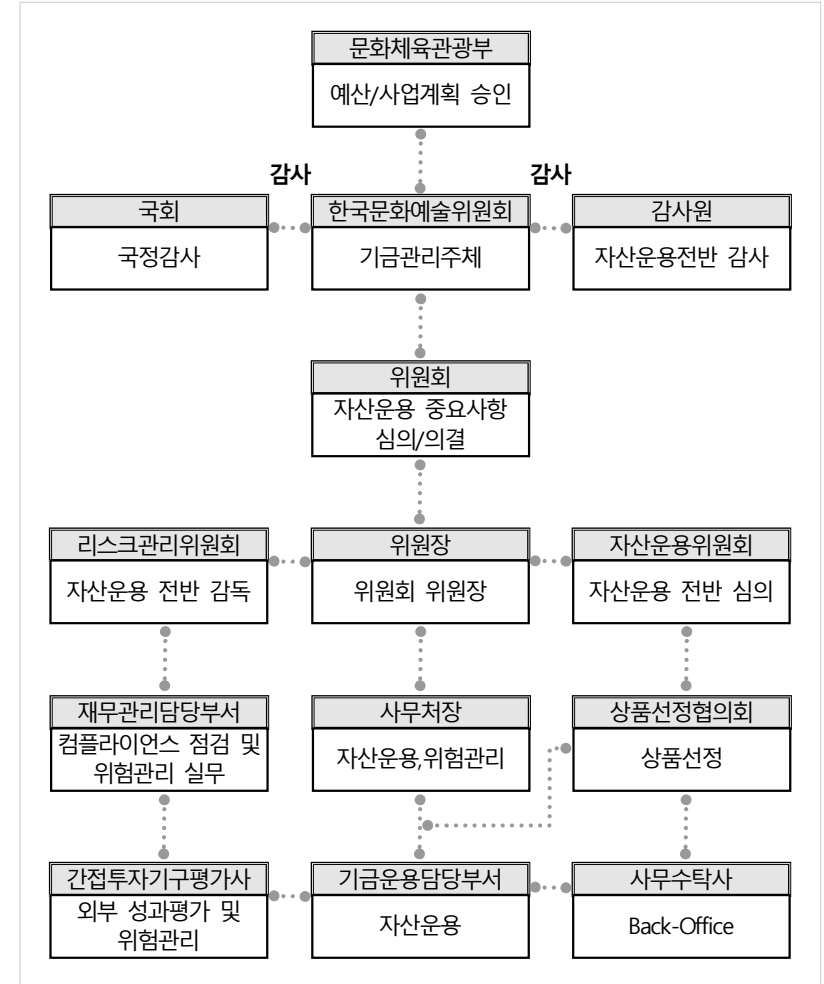 문화체육관광부
예산/사업계획 승인
감사
감사
국회
국정감사
한국문화예술위원회
기금관리주체
감사원
자산운용전반 감사
위원회
자산운용 중요사항
심의/의결
리스크관리위원회
자산운용 전반 감독
위원장
위원회 위원장
자산운용위원회
자산운용 전반 심의
재무관리담당부서
컴플라이언스 점검 및
위험관리 실무
사무처장
자산운용,위험관리
상품선정협의회
상품선정
간접투자기구평가사
외부 성과평가 및
위험관리
기금운용담당부서
자산운용
사무수탁사
Back-Office